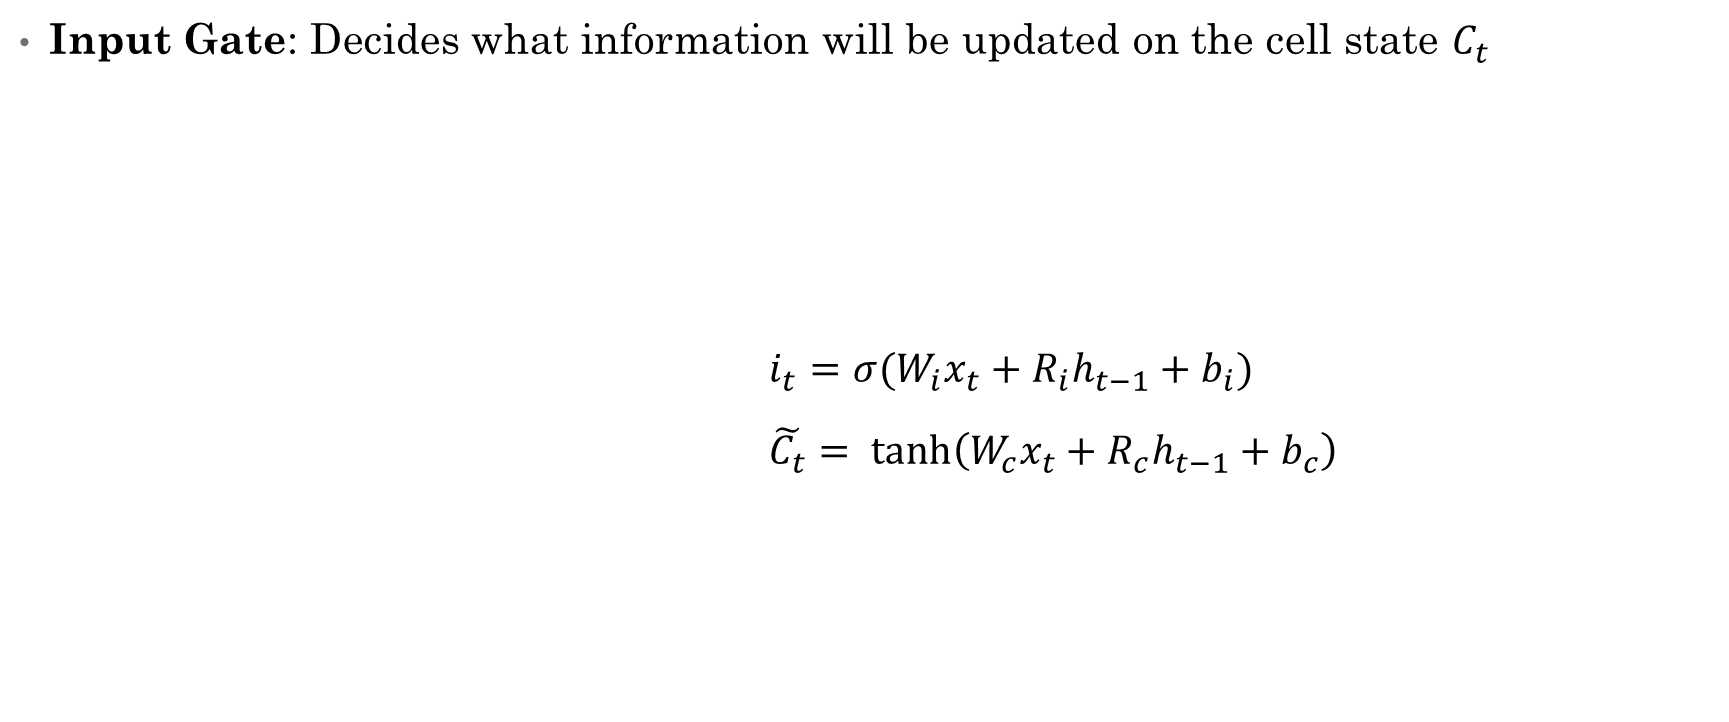 • Input Gate: Decides what information will be updated on the cell state C_t
i_t = σ(W_i x_t + R_i h_{t−1} + b_i)
C̃_t = tanh(W_c x_t + R_c h_{t−1} + b_c)